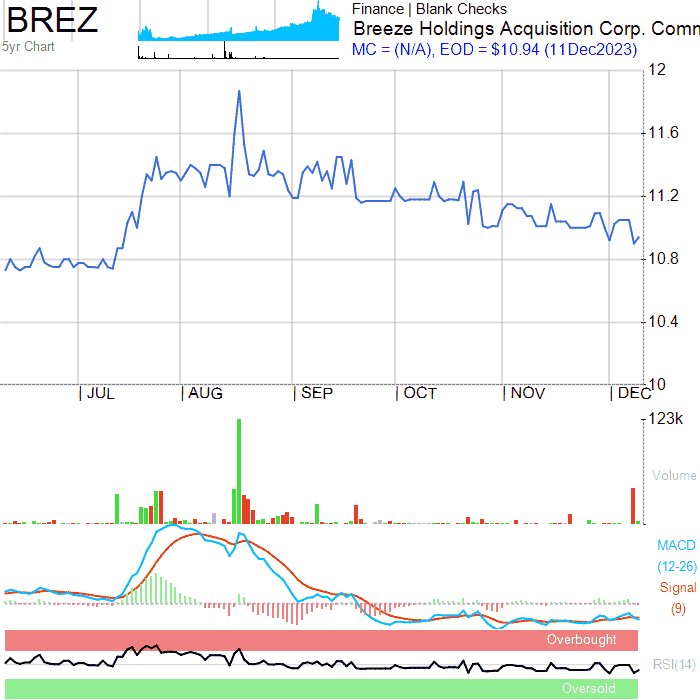 BREZ
5yr Chart
Finance | Blank Checks
Breeze Holdings Acquisition Corp. Comm
MC = (N/A), EOD = $10.94 (11Dec2023)
12
11.6
11.2
10.8
10.4
10
| JUL | AUG | SEP | OCT | NOV | DEC
123k
Volume
MACD
(12-26)
Signal
(9)
Overbought
RSI(14)
Oversold